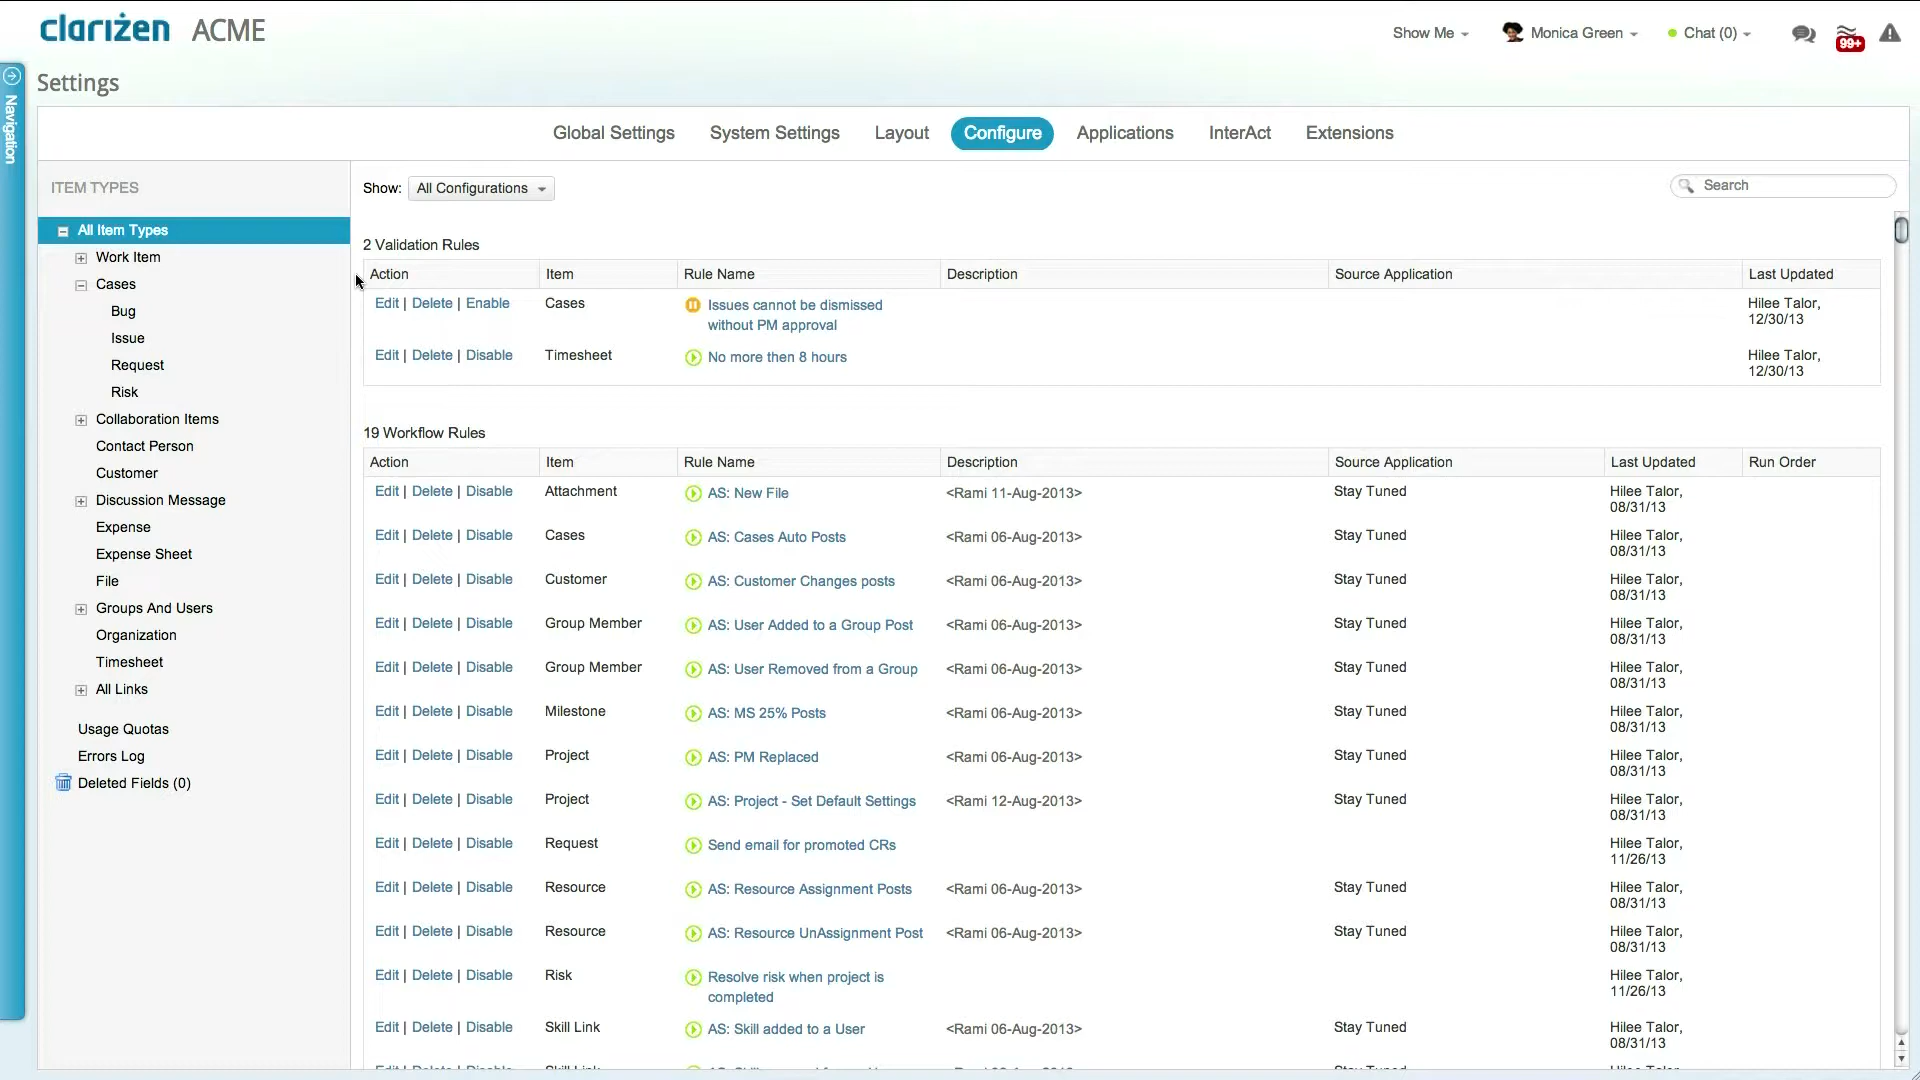 clarizen ACME
Show Me
Monica Green
Chat (0)
99+
Navigation
Settings
Global Settings System Settings Layout Configure Applications InterAct Extensions
ITEM TYPES
All Item Types
Work Item
Cases
Bug
Issue
Request
Risk
Collaboration Items
Contact Person
Customer
Discussion Message
Expense
Expense Sheet
File
Groups And Users
Organization
Timesheet
All Links
Usage Quotas
Errors Log
Deleted Fields (0)
Show: All Configurations
Search
2 Validation Rules
Action Item Rule Name Description Source Application Last Updated
Edit | Delete | Enable Cases Issues cannot be dismissed Hilee Talor,
without PM approval 12/30/13
Edit | Delete | Disable Timesheet No more then 8 hours Hilee Talor,
12/30/13
19 Workflow Rules
Action Item Rule Name Description Source Application Last Updated Run Order
Edit | Delete | Disable Attachment AS: New File <Rami 11-Aug-2013> Stay Tuned Hilee Talor,
08/31/13
Edit | Delete | Disable Cases AS: Cases Auto Posts <Rami 06-Aug-2013> Stay Tuned Hilee Talor,
08/31/13
Edit | Delete | Disable Customer AS: Customer Changes posts <Rami 06-Aug-2013> Stay Tuned Hilee Talor,
08/31/13
Edit | Delete | Disable Group Member AS: User Added to a Group Post <Rami 06-Aug-2013> Stay Tuned Hilee Talor,
08/31/13
Edit | Delete | Disable Group Member AS: User Removed from a Group <Rami 06-Aug-2013> Stay Tuned Hilee Talor,
08/31/13
Edit | Delete | Disable Milestone AS: MS 25% Posts <Rami 06-Aug-2013> Stay Tuned Hilee Talor,
08/31/13
Edit | Delete | Disable Project AS: PM Replaced <Rami 06-Aug-2013> Stay Tuned Hilee Talor,
08/31/13
Edit | Delete | Disable Project AS: Project - Set Default Settings <Rami 12-Aug-2013> Stay Tuned Hilee Talor,
08/31/13
Edit | Delete | Disable Request Send email for promoted CRs Hilee Talor,
11/26/13
Edit | Delete | Disable Resource AS: Resource Assignment Posts <Rami 06-Aug-2013> Stay Tuned Hilee Talor,
08/31/13
Edit | Delete | Disable Resource AS: Resource UnAssignment Post <Rami 06-Aug-2013> Stay Tuned Hilee Talor,
08/31/13
Edit | Delete | Disable Risk Resolve risk when project is Hilee Talor,
completed 11/26/13
Edit | Delete | Disable Skill Link AS: Skill added to a User <Rami 06-Aug-2013> Stay Tuned Hilee Talor,
08/31/13